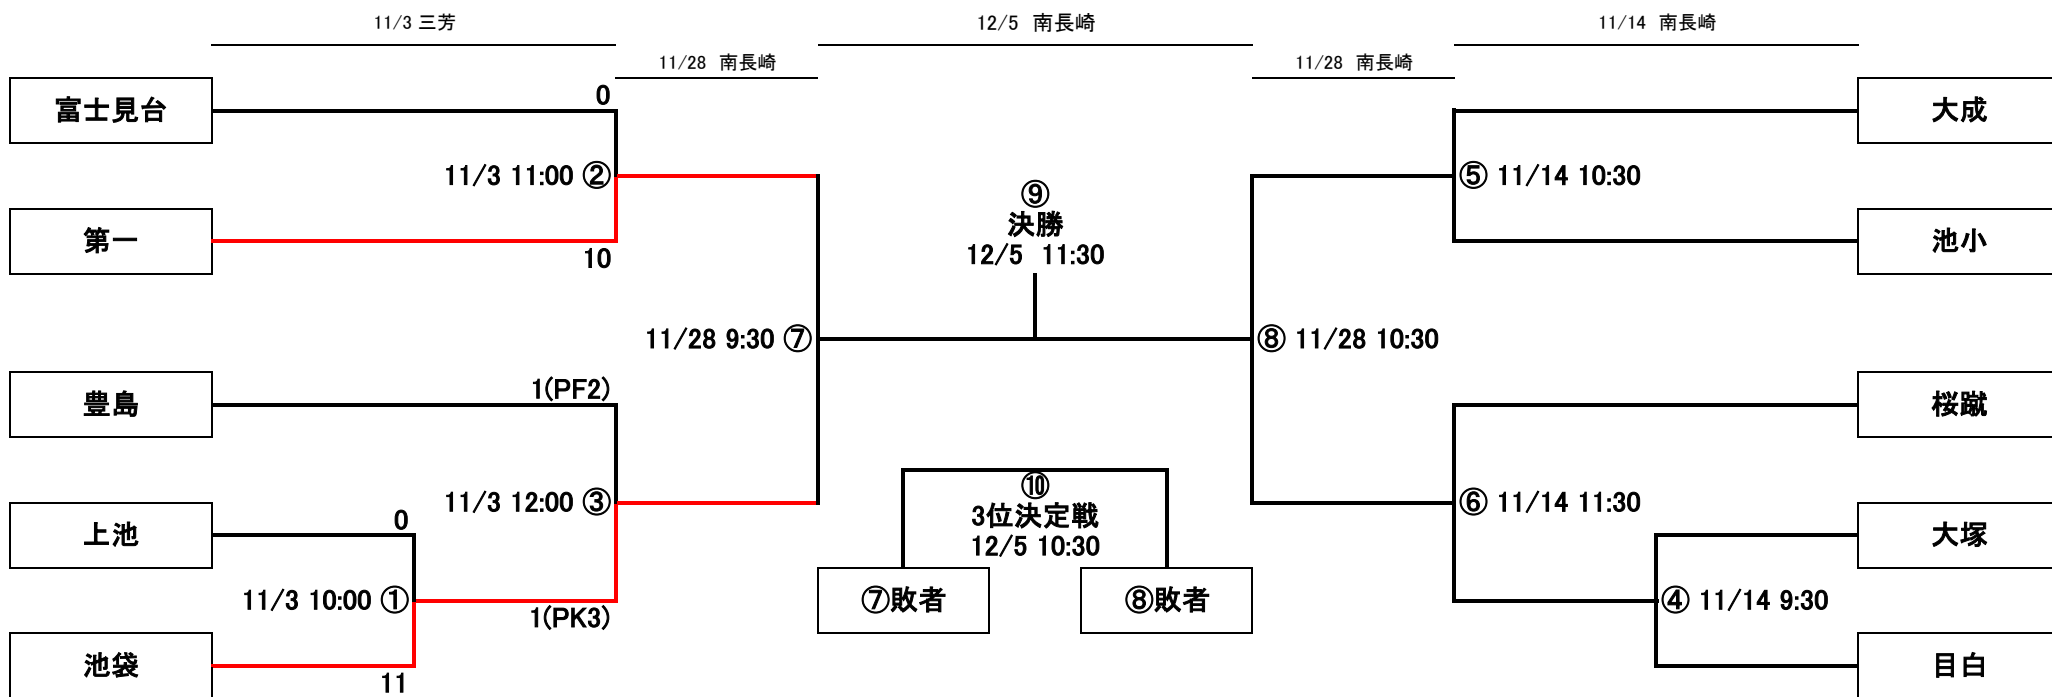 11/3 三芳
12/5 南長崎
11/14 南長崎
11/28 南長崎
11/28 南長崎
富士見台
0
大成
11/3 11:00 ②
⑤ 11/14 10:30
第一
10
⑨
決勝
12/5 11:30
池小
11/28 9:30 ⑦
⑧ 11/28 10:30
豊島
1(PF2)
桜蹴
11/3 12:00 ③
⑩
3位決定戦
12/5 10:30
⑥ 11/14 11:30
上池
0
大塚
11/3 10:00 ①
1(PK3)
⑦敗者
⑧敗者
④ 11/14 9:30
池袋
11
目白